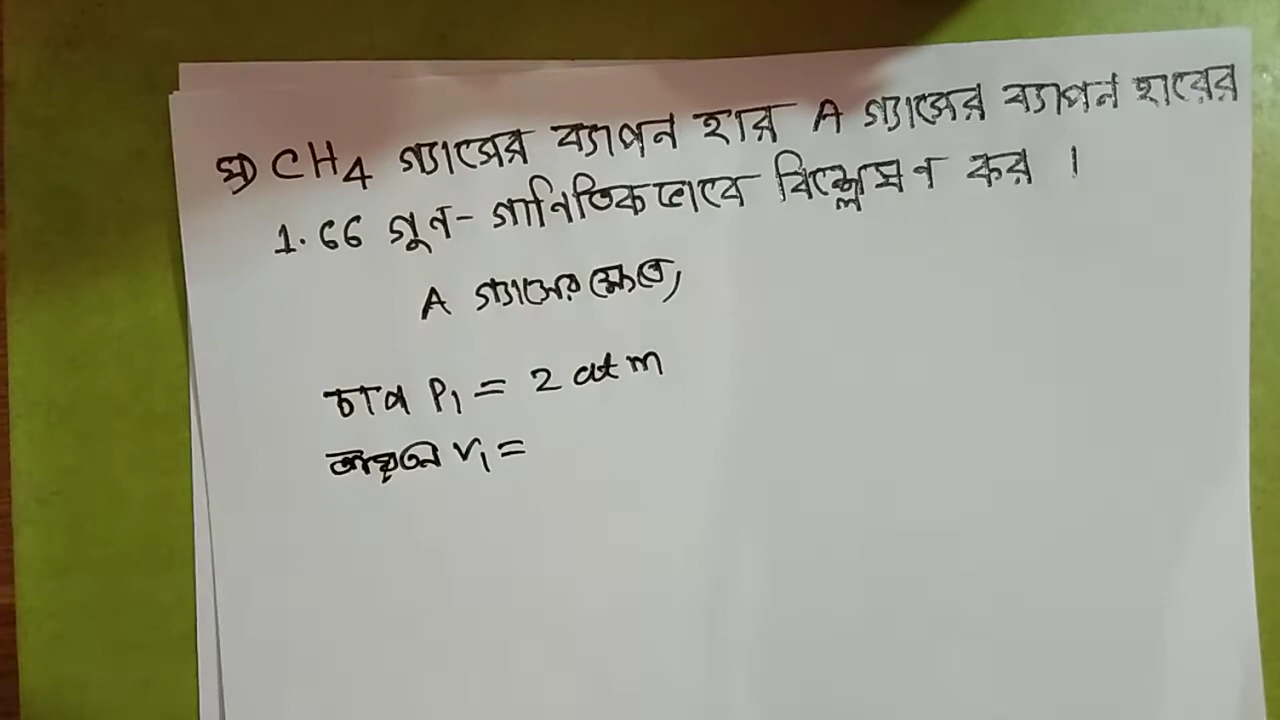 ঘ) CH4 গ্যাসের ব্যাপন হার A গ্যাসের ব্যাপন হারের
1.66 গুন- গানিতিকভাবে বিশ্লেষণ কর ।
A গ্যাসের ক্ষেত্রে,
চাপ P1 = 2 atm
আয়তন V1 =